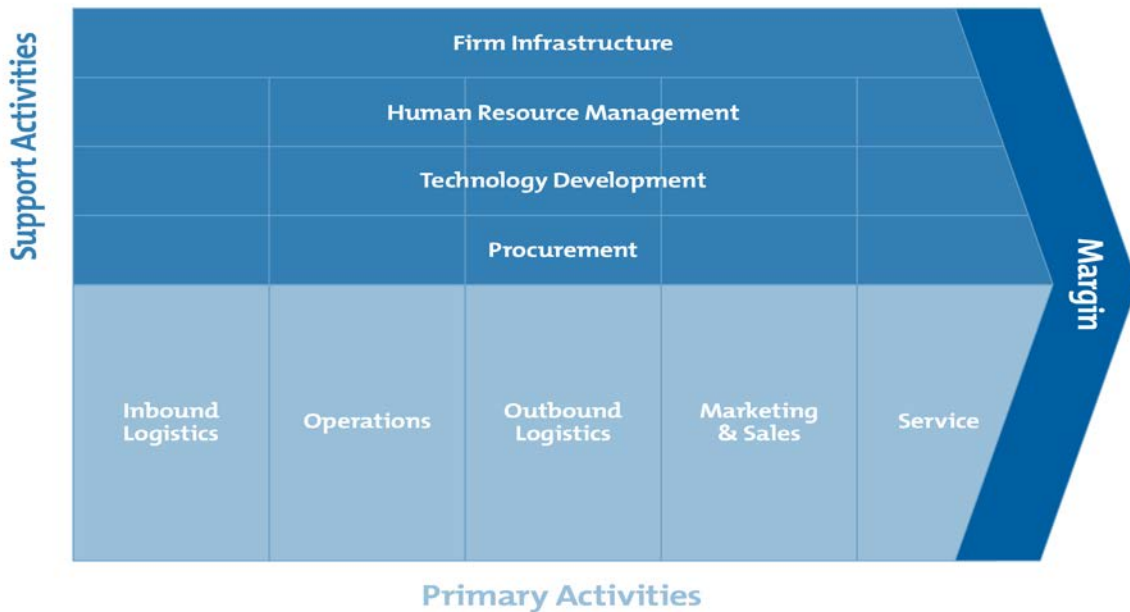 Support Activities
Firm Infrastructure
Human Resource Management
Technology Development
Procurement
Margin
Inbound
Logistics
Operations
Outbound
Logistics
Marketing
& Sales
Service
Primary Activities